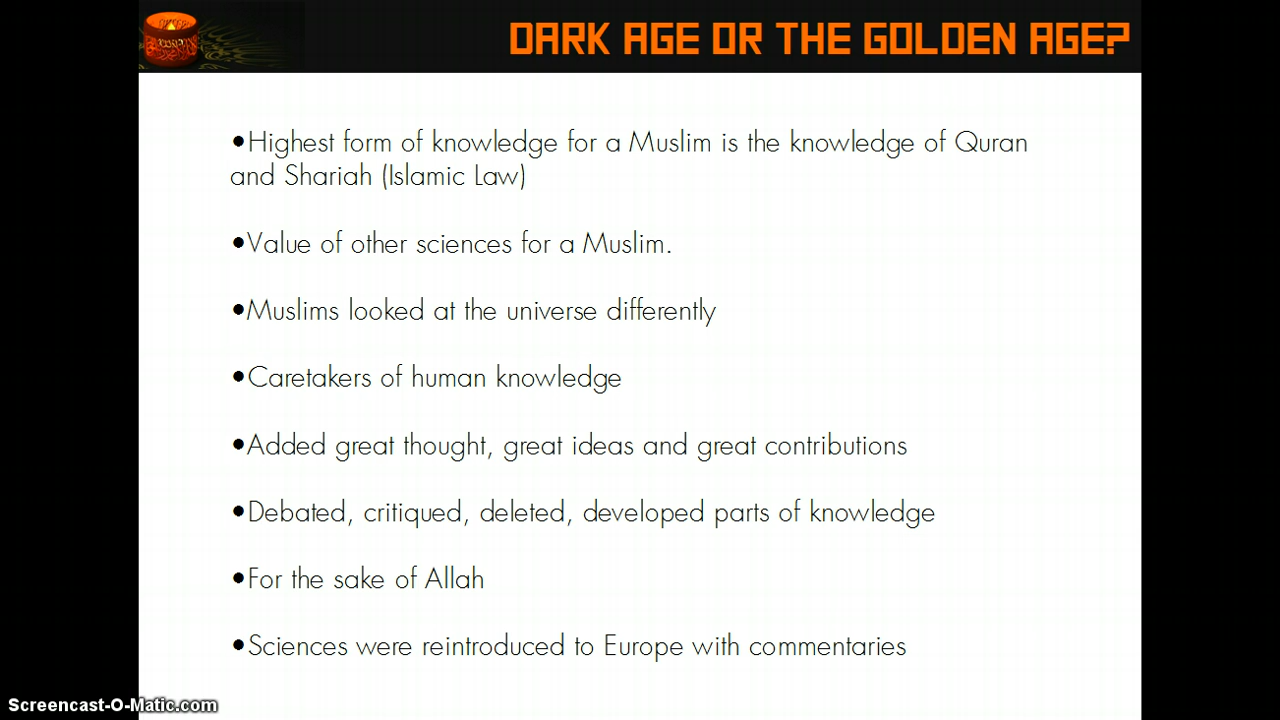 DARK AGE OR THE GOLDEN AGE?
•Highest form of knowledge for a Muslim is the knowledge of Quran
and Shariah (Islamic Law)
•Value of other sciences for a Muslim.
•Muslims looked at the universe differently
•Caretakers of human knowledge
•Added great thought, great ideas and great contributions
•Debated, critiqued, deleted, developed parts of knowledge
•For the sake of Allah
•Sciences were reintroduced to Europe with commentaries
Screencast-O-Matic.com